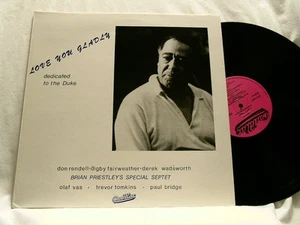 LOVE YOU GLADLY
dedicated
to the Duke
don rendell-digby fairweather-derek wadsworth
BRIAN PRIESTLEY'S SPECIAL SEPTET
olaf vas - trevor tomkins - paul bridge